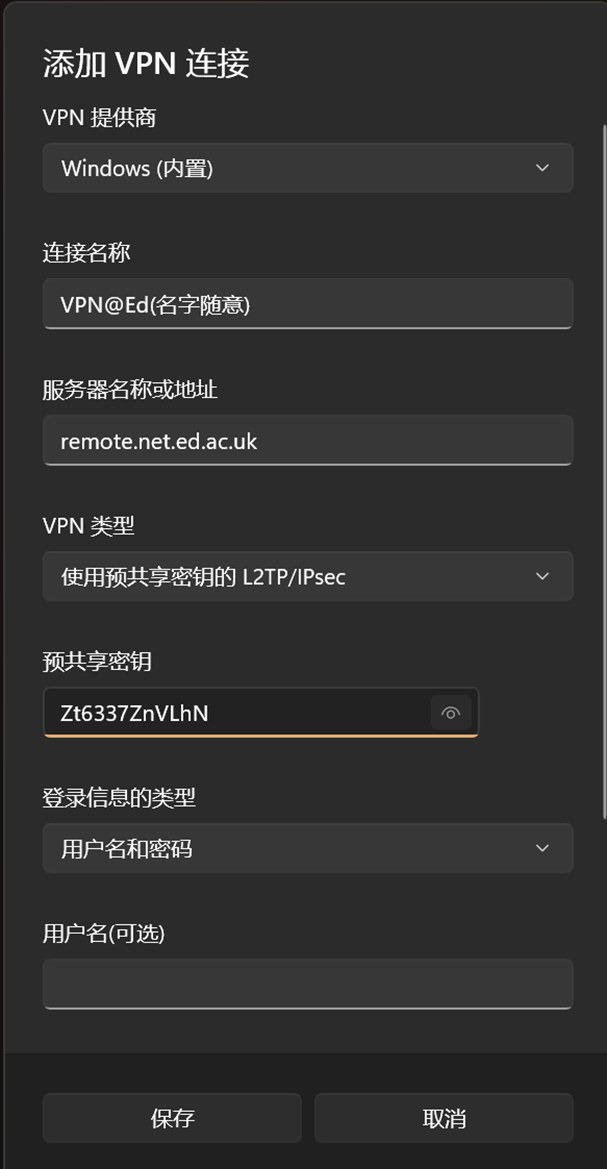 添加 VPN 连接
VPN 提供商
Windows (内置)
连接名称
VPN@Ed(名字随意)
服务器名称或地址
remote.net.ed.ac.uk
VPN 类型
使用预共享密钥的 L2TP/IPsec
预共享密钥
Zt6337ZnVLhN
登录信息的类型
用户名和密码
用户名(可选)
保存
取消